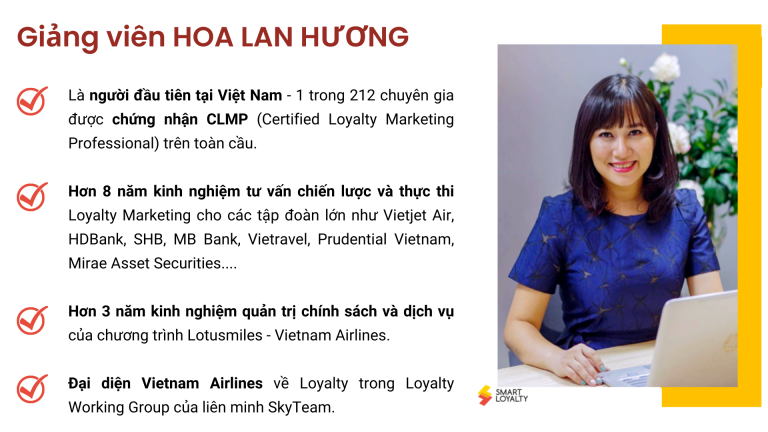 Giảng viên HOA LAN HƯƠNG
Là người đầu tiên tại Việt Nam - 1 trong 212 chuyên gia
được chứng nhận CLMP (Certified Loyalty Marketing
Professional) trên toàn cầu.
Hơn 8 năm kinh nghiệm tư vấn chiến lược và thực thi
Loyalty Marketing cho các tập đoàn lớn như Vietjet Air,
HDBank, SHB, MB Bank, Vietravel, Prudential Vietnam,
Mirae Asset Securities....
Hơn 3 năm kinh nghiệm quản trị chính sách và dịch vụ
của chương trình Lotusmiles - Vietnam Airlines.
Đại diện Vietnam Airlines về Loyalty trong Loyalty
Working Group của liên minh SkyTeam.
SMART
LOYALTY